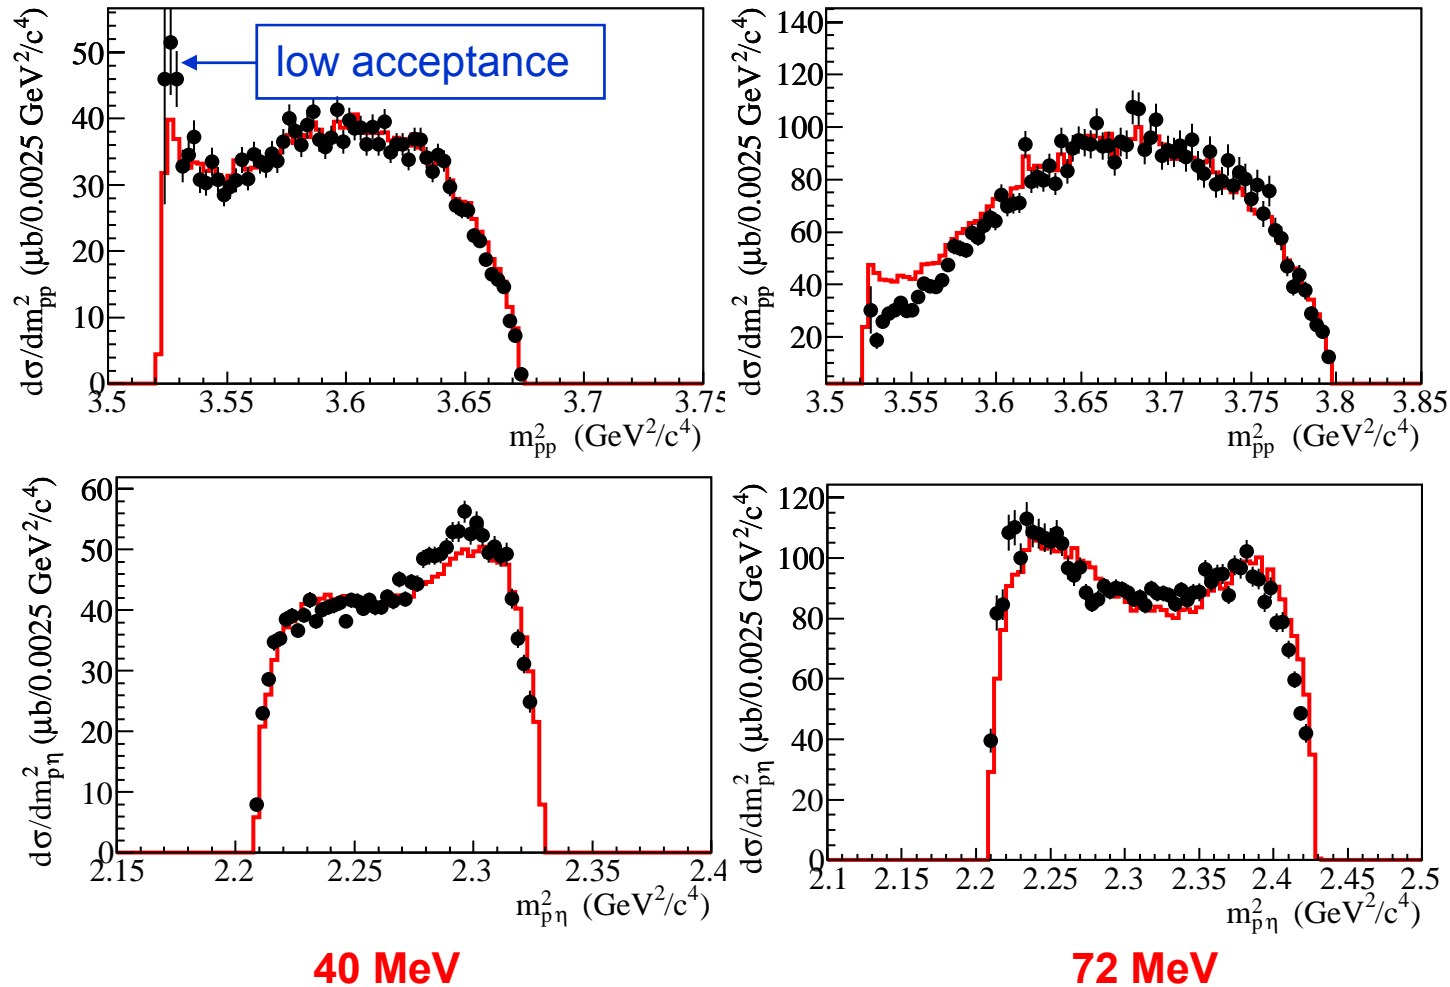 dσ/dm²pp (μb/0.0025 GeV²/c⁴)
50
40
30
20
10
0
low acceptance
3.5 3.55 3.6 3.65 3.7 3.75
m²pp (GeV²/c⁴)
dσ/dm²pp (μb/0.0025 GeV²/c⁴)
140
120
100
80
60
40
20
3.5 3.55 3.6 3.65 3.7 3.75 3.8 3.85
m²pp (GeV²/c⁴)
dσ/dm²pη (μb/0.0025 GeV²/c⁴)
60
50
40
30
20
10
0
2.15 2.2 2.25 2.3 2.35 2.4
m²pη (GeV²/c⁴)
dσ/dm²pη (μb/0.0025 GeV²/c⁴)
120
100
80
60
40
20
0
2.1 2.15 2.2 2.25 2.3 2.35 2.4 2.45 2.5
m²pη (GeV²/c⁴)
40 MeV
72 MeV